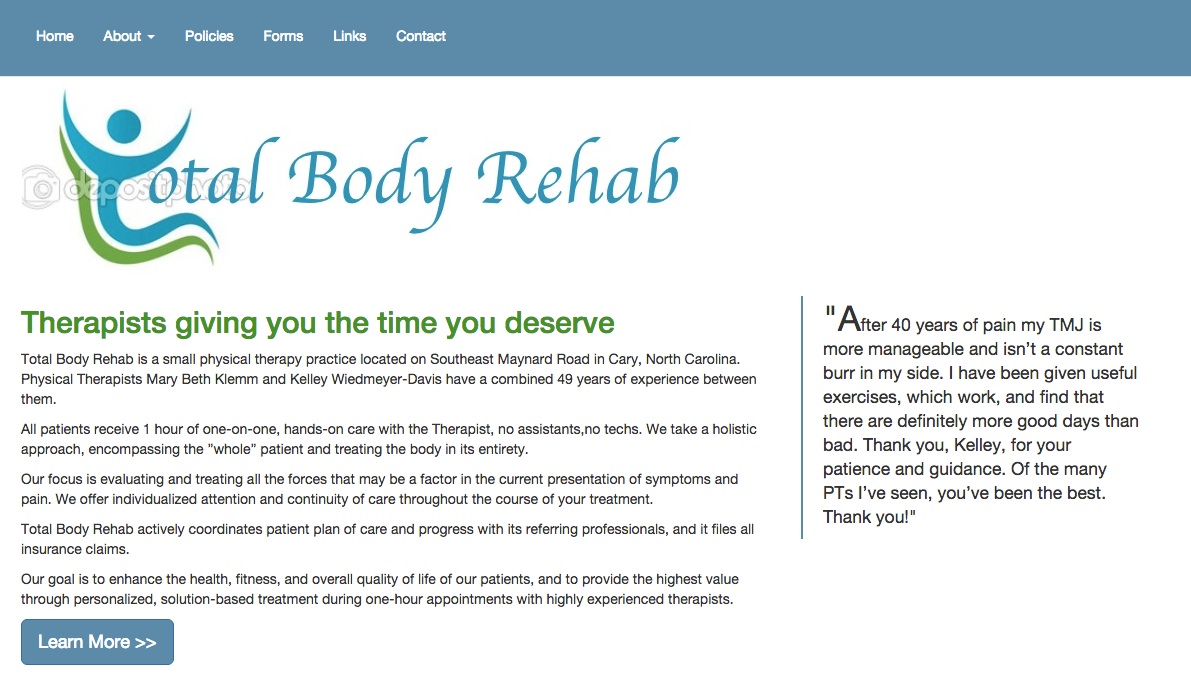 Home About Policies Forms Links Contact
Total Body Rehab
depositphotos
Therapists giving you the time you deserve
Total Body Rehab is a small physical therapy practice located on Southeast Maynard Road in Cary, North Carolina.
Physical Therapists Mary Beth Klemm and Kelley Wiedmeyer-Davis have a combined 49 years of experience between
them.
All patients receive 1 hour of one-on-one, hands-on care with the Therapist, no assistants,no techs. We take a holistic
approach, encompassing the "whole" patient and treating the body in its entirety.
Our focus is evaluating and treating all the forces that may be a factor in the current presentation of symptoms and
pain. We offer individualized attention and continuity of care throughout the course of your treatment.
Total Body Rehab actively coordinates patient plan of care and progress with its referring professionals, and it files all
insurance claims.
Our goal is to enhance the health, fitness, and overall quality of life of our patients, and to provide the highest value
through personalized, solution-based treatment during one-hour appointments with highly experienced therapists.
Learn More >>
"After 40 years of pain my TMJ is
more manageable and isn’t a constant
burr in my side. I have been given useful
exercises, which work, and find that
there are definitely more good days than
bad. Thank you, Kelley, for your
patience and guidance. Of the many
PTs I’ve seen, you’ve been the best.
Thank you!"